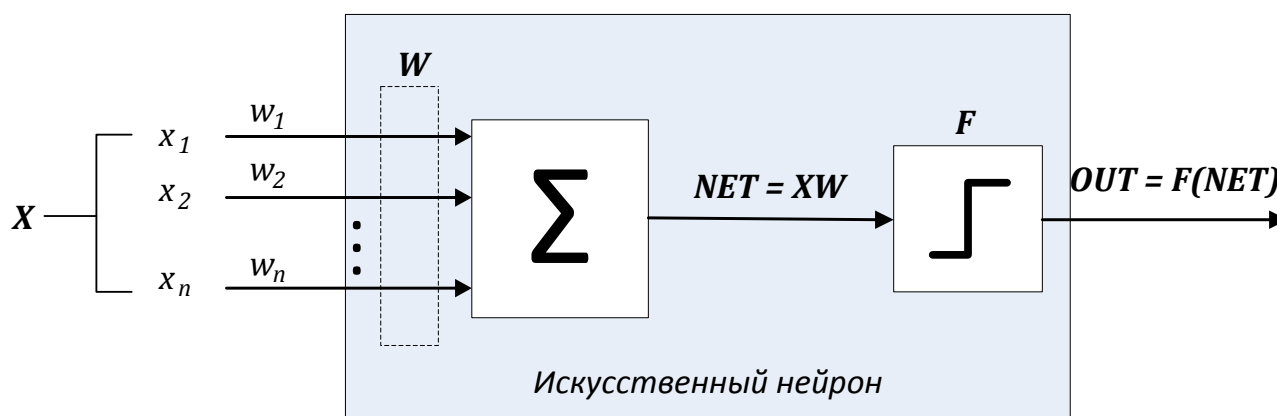 W
F
X
x1
w1
x2
w2
xn
wn
Σ
NET = XW
OUT = F(NET)
Искусственный нейрон